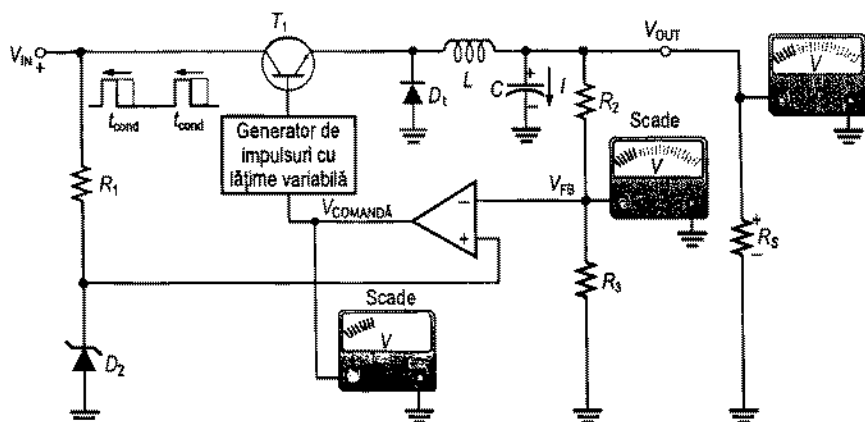 T1
VIN
+
tcond
tcond
Generator de
impulsuri cu
lățime variabilă
R1
D2
Dt
L
C
+
−
I
VOUT
R2
Scade
V
V
VFB
VCOMANDĂ
−
+
R3
RS
+
−
Scade
V